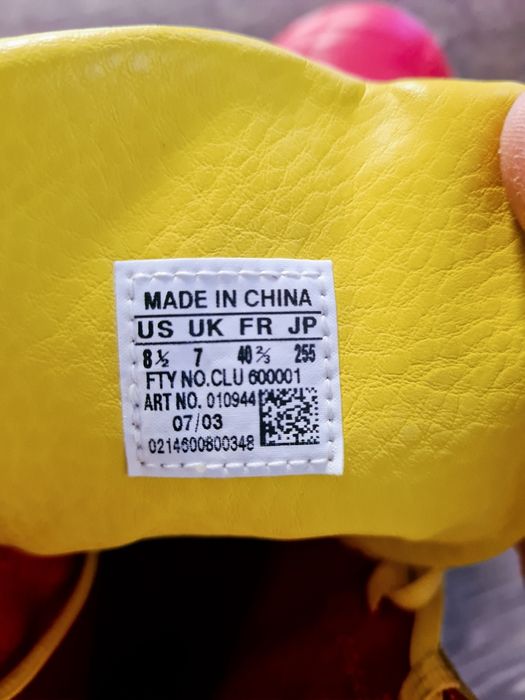 MADE IN CHINA
US UK FR JP
8½ 7 40⅔ 255
FTY NO.CLU 600001
ART NO. 010944
07/03
0214600800348